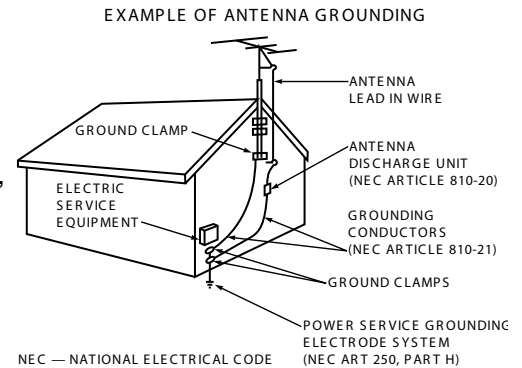 EXAMPLE OF ANTENNA GROUNDING
ANTENNA
LEAD IN WIRE
GROUND CLAMP
ANTENNA
DISCHARGE UNIT
(NEC ARTICLE 810-20)
ELECTRIC
SERVICE
EQUIPMENT
GROUNDING
CONDUCTORS
(NEC ARTICLE 810-21)
GROUND CLAMPS
POWER SERVICE GROUNDING
ELECTRODE SYSTEM
(NEC ART 250, PART H)
NEC — NATIONAL ELECTRICAL CODE